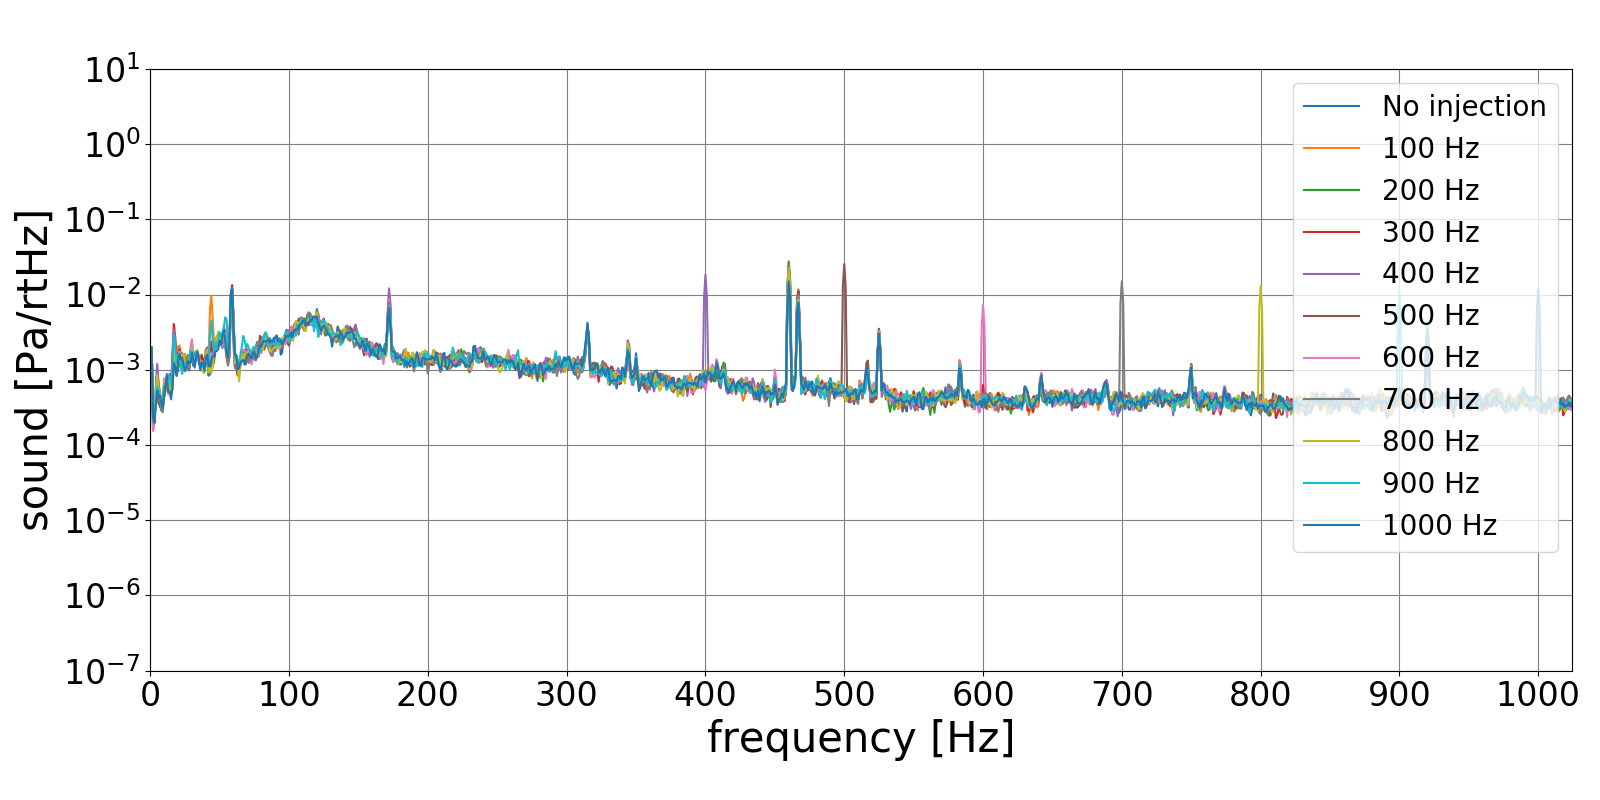 sound [Pa/rtHz]
10^1
10^0
10^−1
10^−2
10^−3
10^−4
10^−5
10^−6
10^−7
No injection
100 Hz
200 Hz
300 Hz
400 Hz
500 Hz
600 Hz
700 Hz
800 Hz
900 Hz
1000 Hz
0 100 200 300 400 500 600 700 800 900 1000
frequency [Hz]